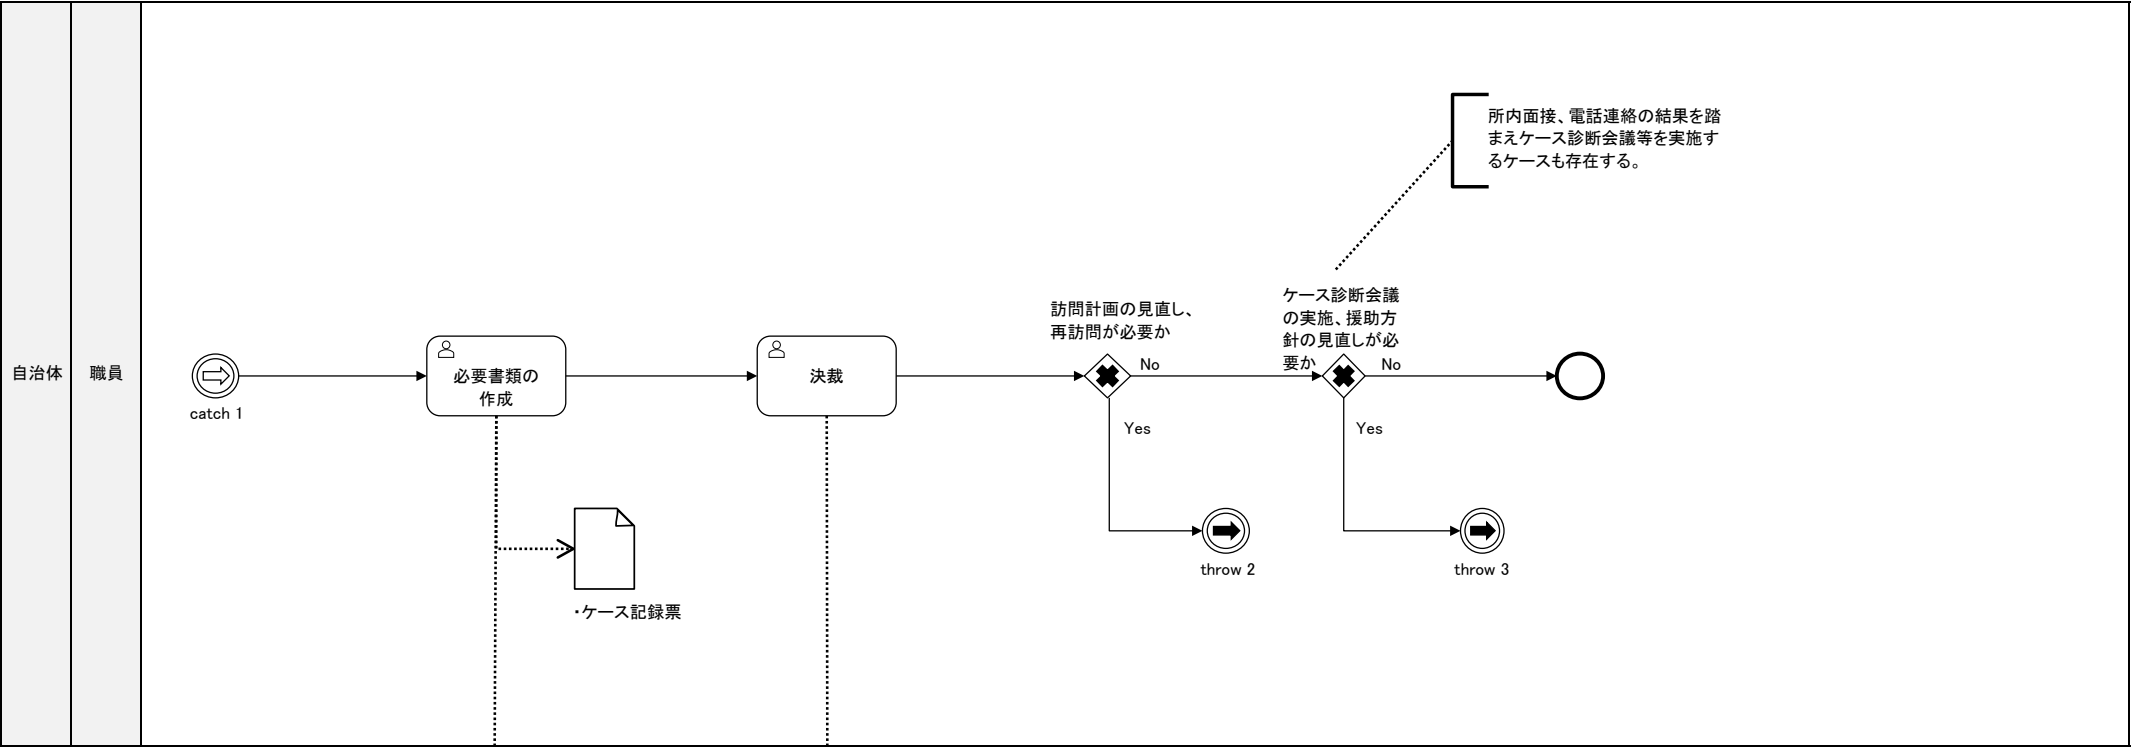 自治体
職員
catch 1
必要書類の
作成
・ケース記録票
決裁
訪問計画の見直し、
再訪問が必要か
No
Yes
throw 2
所内面接、電話連絡の結果を踏
まえケース診断会議等を実施す
るケースも存在する。
ケース診断会議
の実施、援助方
針の見直しが必
要か
No
Yes
throw 3